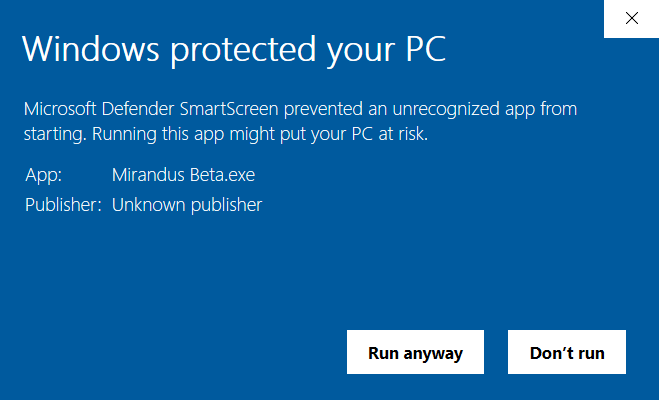 Windows protected your PC
Microsoft Defender SmartScreen prevented an unrecognized app from
starting. Running this app might put your PC at risk.
App: Mirandus Beta.exe
Publisher: Unknown publisher
Run anyway Don't run